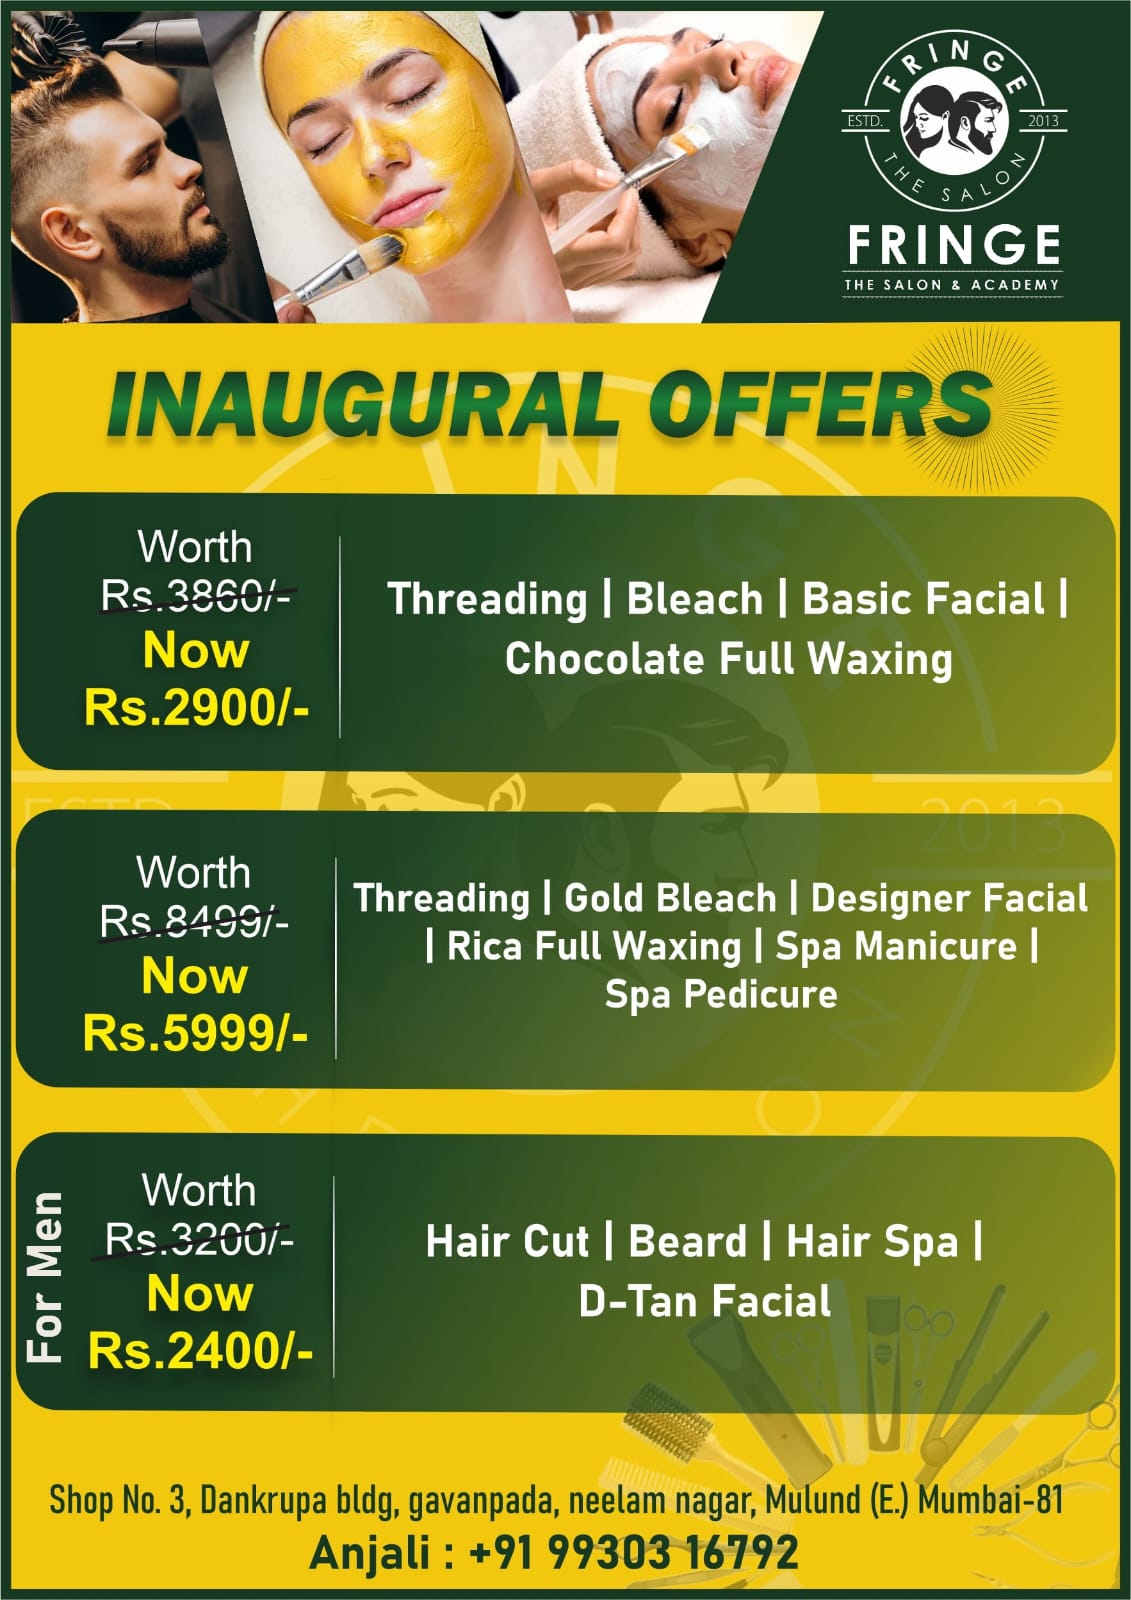 FRINGE
ESTD. 2013
THE SALON
FRINGE
THE SALON & ACADEMY
INAUGURAL OFFERS
Worth
Rs.3860/-
Now
Rs.2900/-
Threading | Bleach | Basic Facial |
Chocolate Full Waxing
Worth
Rs.8499/-
Now
Rs.5999/-
Threading | Gold Bleach | Designer Facial
| Rica Full Waxing | Spa Manicure |
Spa Pedicure
For Men
Worth
Rs.3200/-
Now
Rs.2400/-
Hair Cut | Beard | Hair Spa |
D-Tan Facial
Shop No. 3, Dankrupa bldg, gavanpada, neelam nagar, Mulund (E.) Mumbai-81
Anjali : +91 99303 16792